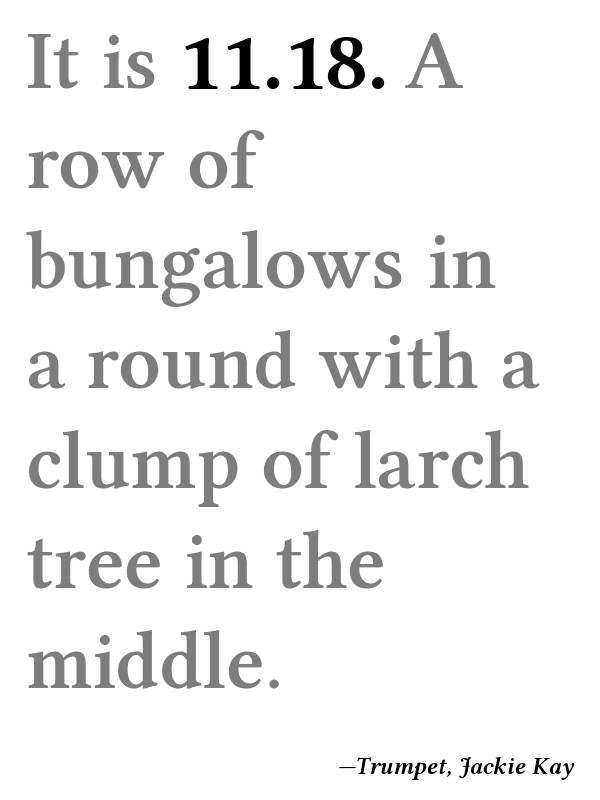 It is 11.18. A
row of
bungalows in
a round with a
clump of larch
tree in the
middle.
—Trumpet, Jackie Kay